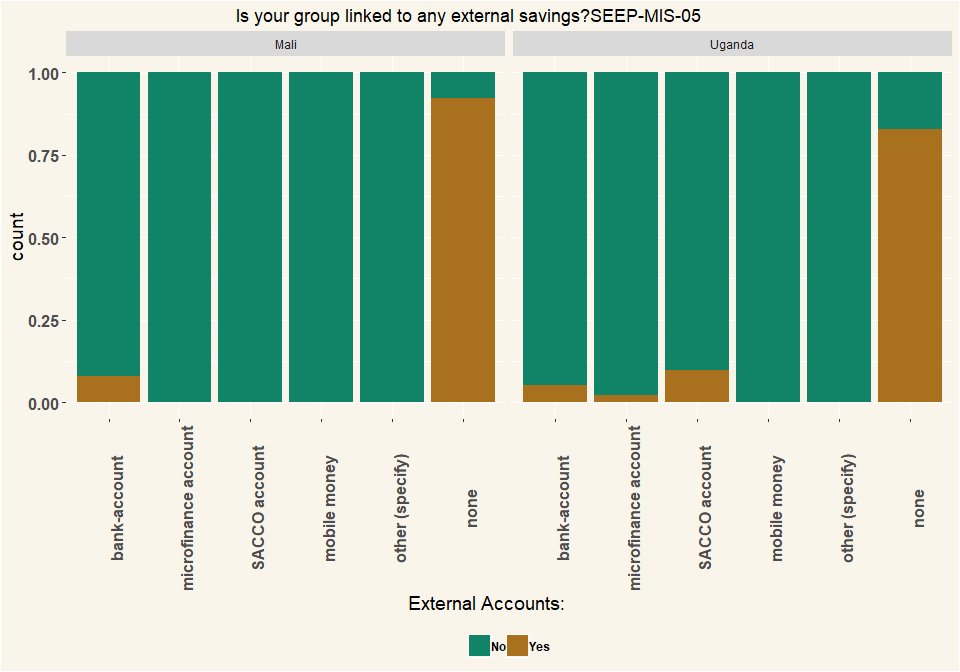 Is your group linked to any external savings?SEEP-MIS-05
Mali
Uganda
count
1.00
0.75
0.50
0.25
0.00
bank-account
microfinance account
SACCO account
mobile money
other (specify)
none
bank-account
microfinance account
SACCO account
mobile money
other (specify)
none
External Accounts:
No Yes